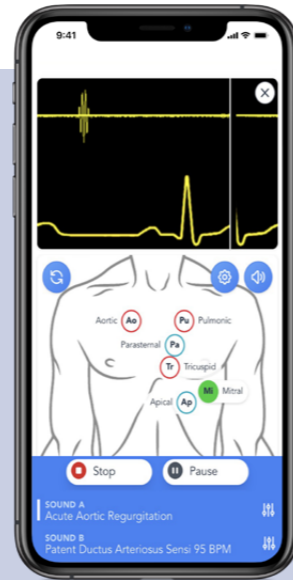 9:41
Aortic Ao Pu Pulmonic
Parasternal Pa
Tr Tricuspid
Mi Mitral
Apical Ap
Stop Pause
SOUND A
Acute Aortic Regurgitation
SOUND B
Patent Ductus Arteriosus Sensi 95 BPM